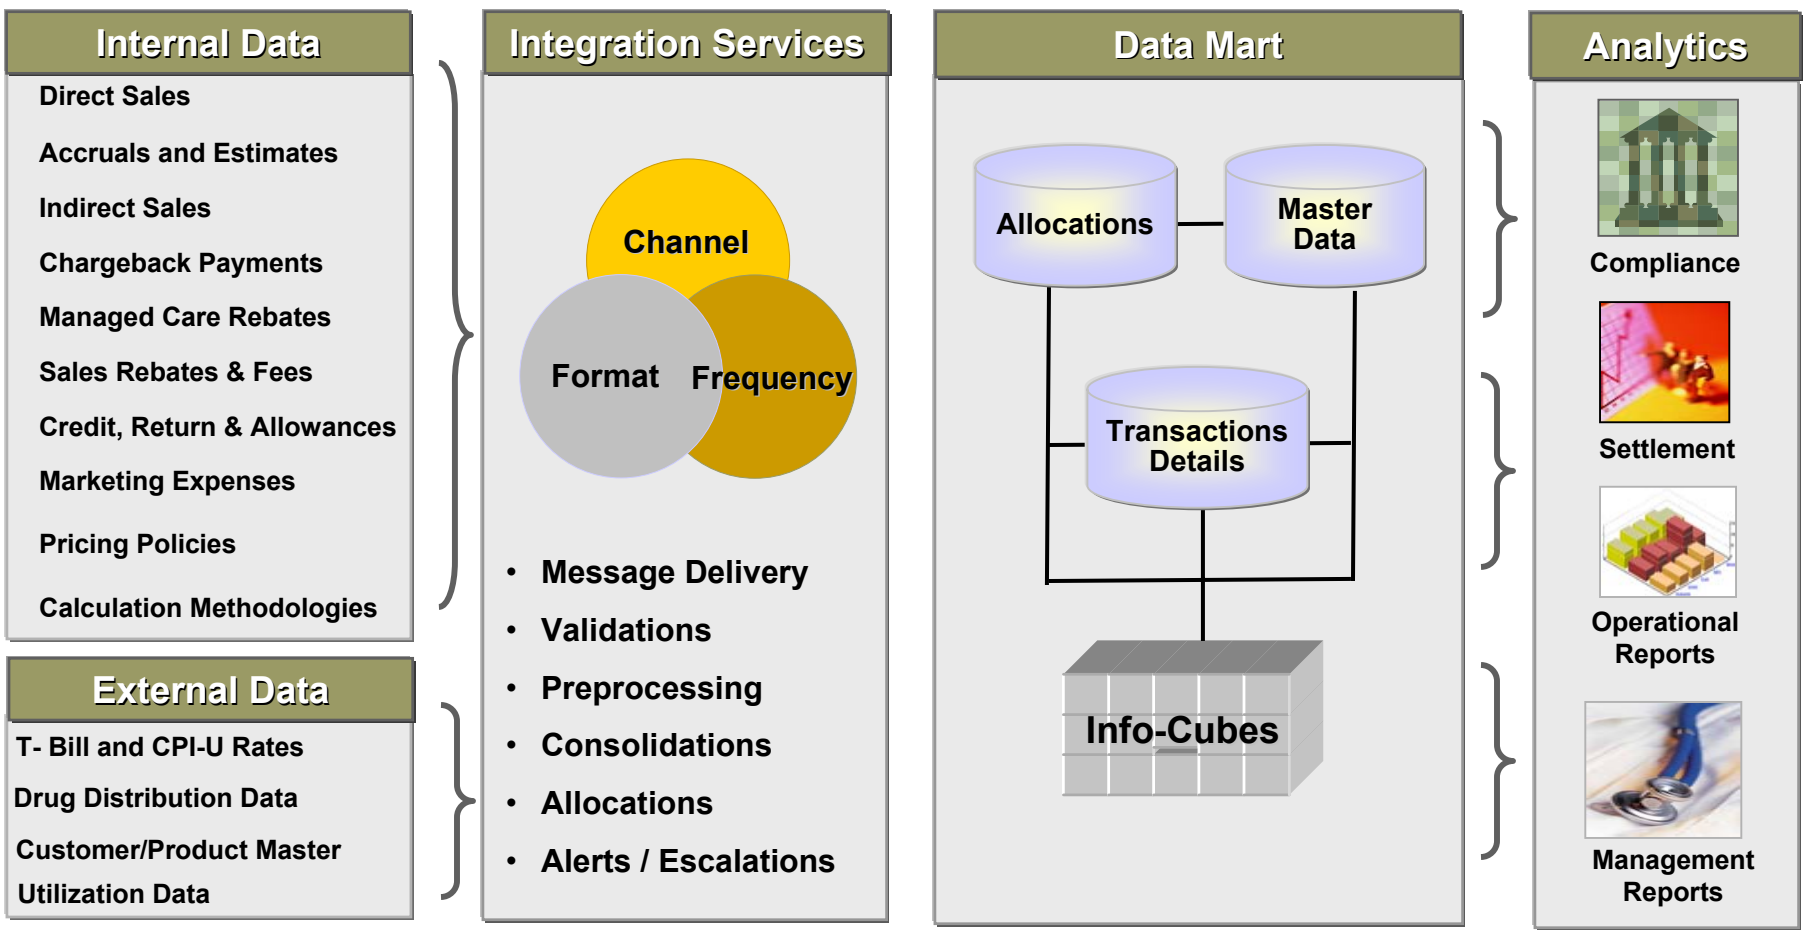 Internal Data
Direct Sales
Accruals and Estimates
Indirect Sales
Chargeback Payments
Managed Care Rebates
Sales Rebates & Fees
Credit, Return & Allowances
Marketing Expenses
Pricing Policies
Calculation Methodologies
External Data
T- Bill and CPI-U Rates
Drug Distribution Data
Customer/Product Master
Utilization Data
Integration Services
Channel
Format
Frequency
• Message Delivery
• Validations
• Preprocessing
• Consolidations
• Allocations
• Alerts / Escalations
Data Mart
Allocations
Master
Data
Transactions
Details
Info-Cubes
Analytics
Compliance
Settlement
Operational
Reports
Management
Reports